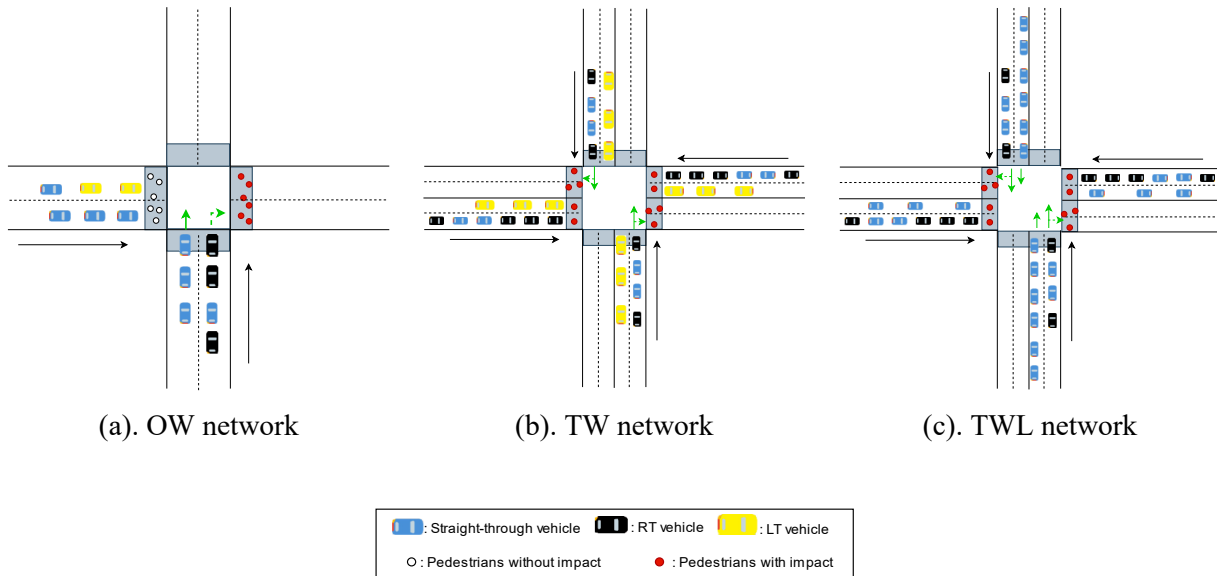 (a). OW network
(b). TW network
(c). TWL network
: Straight-through vehicle : RT vehicle : LT vehicle
: Pedestrians without impact : Pedestrians with impact